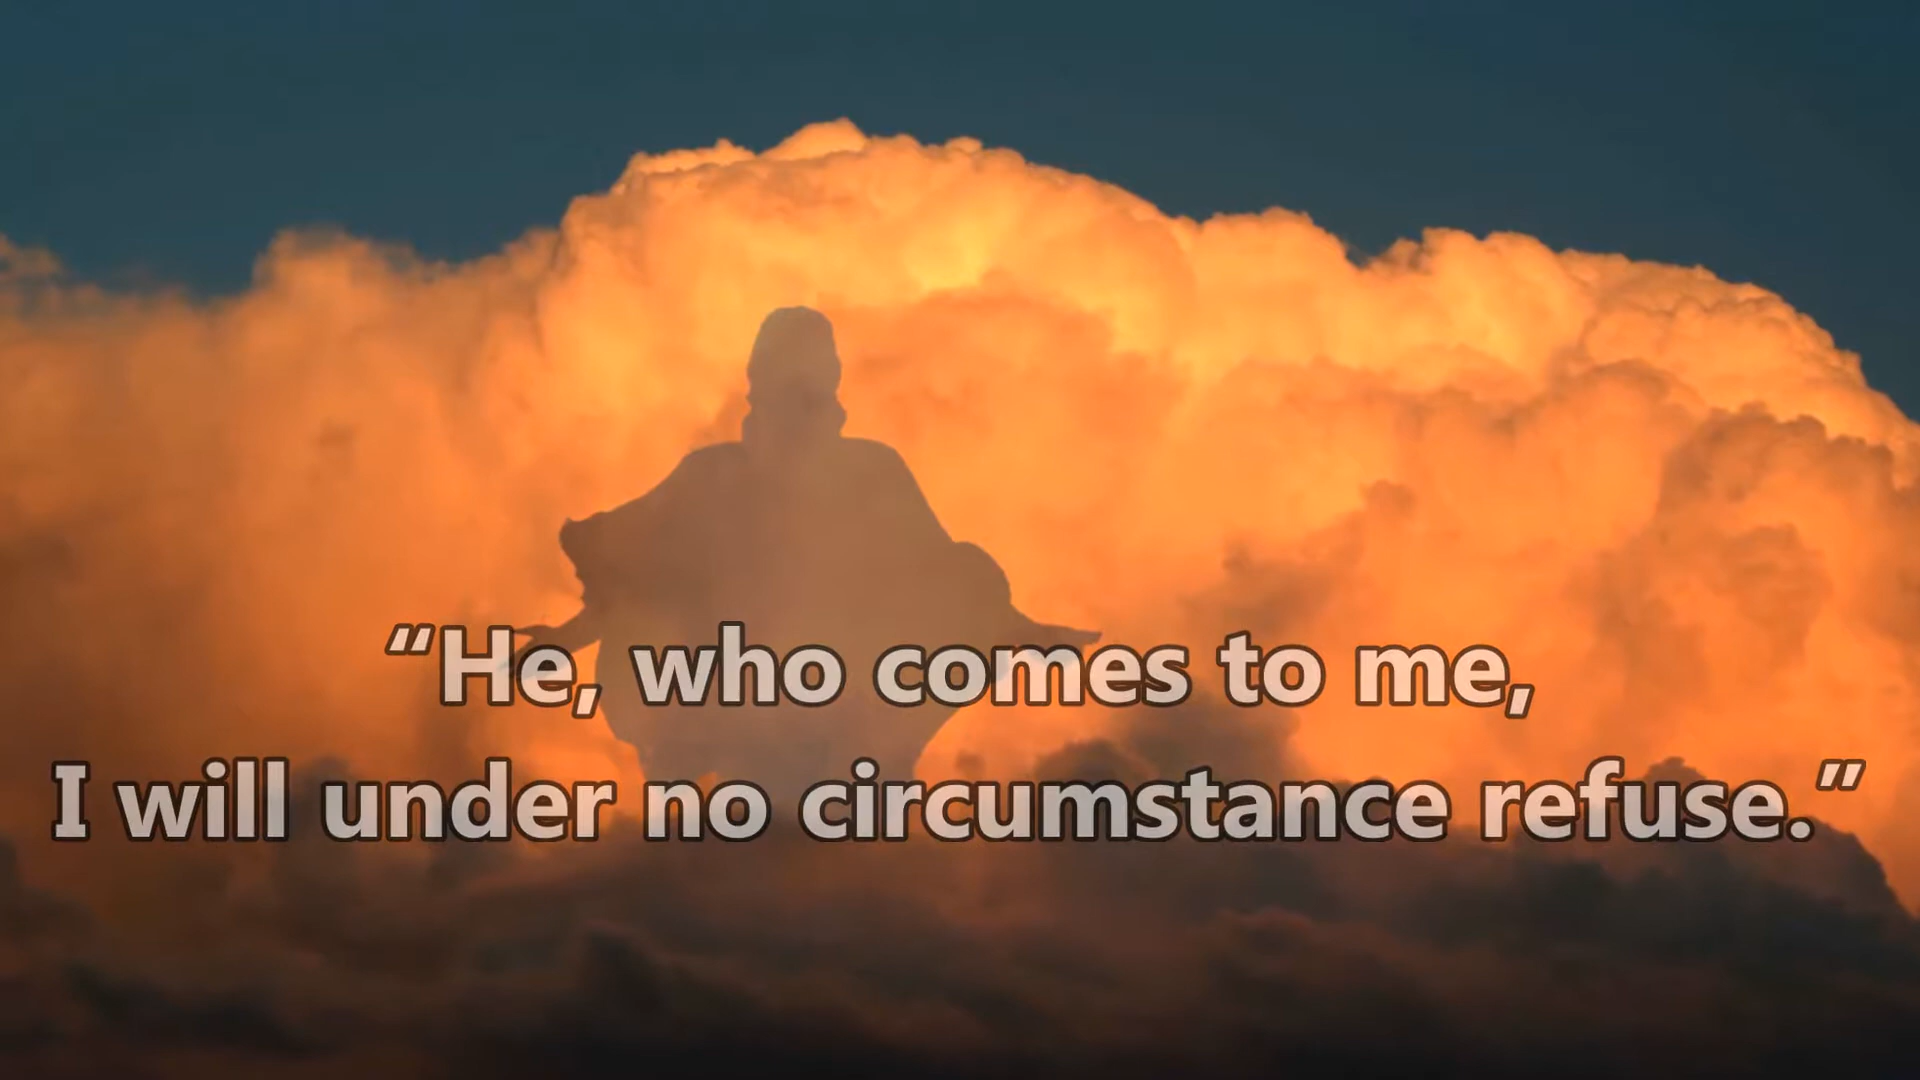 “He, who comes to me,
I will under no circumstance refuse.”